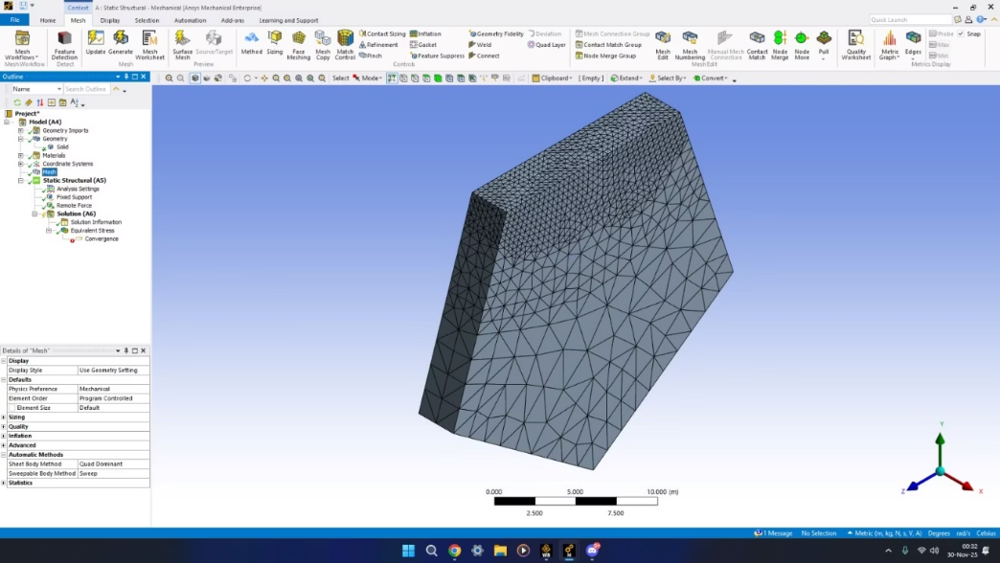 Context
A : Static Structural - Mechanical [Ansys Mechanical Enterprise]
File Home Mesh Display Selection Automation Add-ons Learning and Support
Quick Launch
Mesh Workflows
Feature Detection
Update
Generate
Mesh Worksheet
Surface Mesh
Source/Target
Method
Sizing
Face Meshing
Mesh Copy
Match Control
Contact Sizing
Refinement
Pinch
Inflation
Gasket
Feature Suppress
Geometry Fidelity
Weld
Connect
Deviation
Quad Layer
Mesh Connection Group
Contact Match Group
Node Merge Group
Mesh Edit
Mesh Numbering
Manual Mesh Connection
Contact Match
Node Merge
Node Move
Pull
Quality Worksheet
Mesh Graph
Edges
Probe
Max
Min
Snap
MeshWorkflow Detect Mesh Preview Controls Mesh Edit Metrics Display
Outline
Select Mode Clipboard [ Empty ] Extend Select By Convert
Name Search Outline
Project*
Model (A4)
Geometry Imports
Geometry
Solid
Materials
Coordinate Systems
Mesh
Static Structural (A5)
Analysis Settings
Fixed Support
Remote Force
Solution (A6)
Solution Information
Equivalent Stress
Convergence
Details of "Mesh"
Display
Display Style Use Geometry Setting
Defaults
Physics Preference Mechanical
Element Order Program Controlled
Element Size Default
Sizing
Quality
Inflation
Advanced
Automatic Methods
Sheet Body Method Quad Dominant
Sweepable Body Method Sweep
Statistics
0.000 5.000 10.000 (m)
2.500 7.500
Y
Z X
1 Message No Selection Metric (m, kg, N, s, V, A) Degrees rad/s Celsius
WB
M
00:32
30-Nov-25